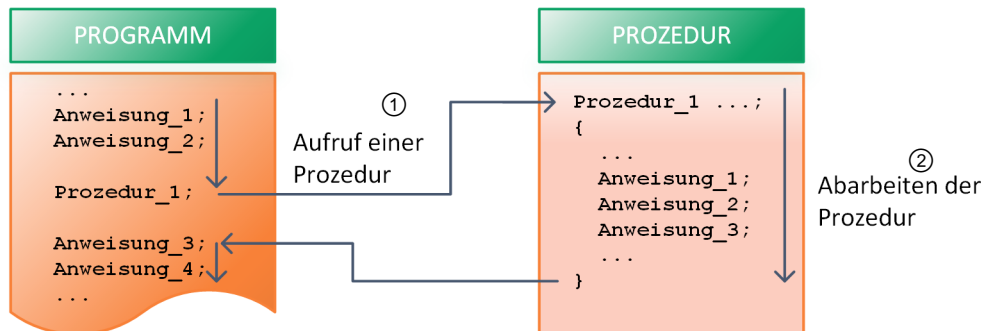 PROGRAMM
...
Anweisung_1;
Anweisung_2;
Prozedur_1;
Anweisung_3;
Anweisung_4;
...
①
Aufruf einer
Prozedur
PROZEDUR
Prozedur_1 ...;
{
...
Anweisung_1;
Anweisung_2;
Anweisung_3;
...
}
②
Abarbeiten der
Prozedur